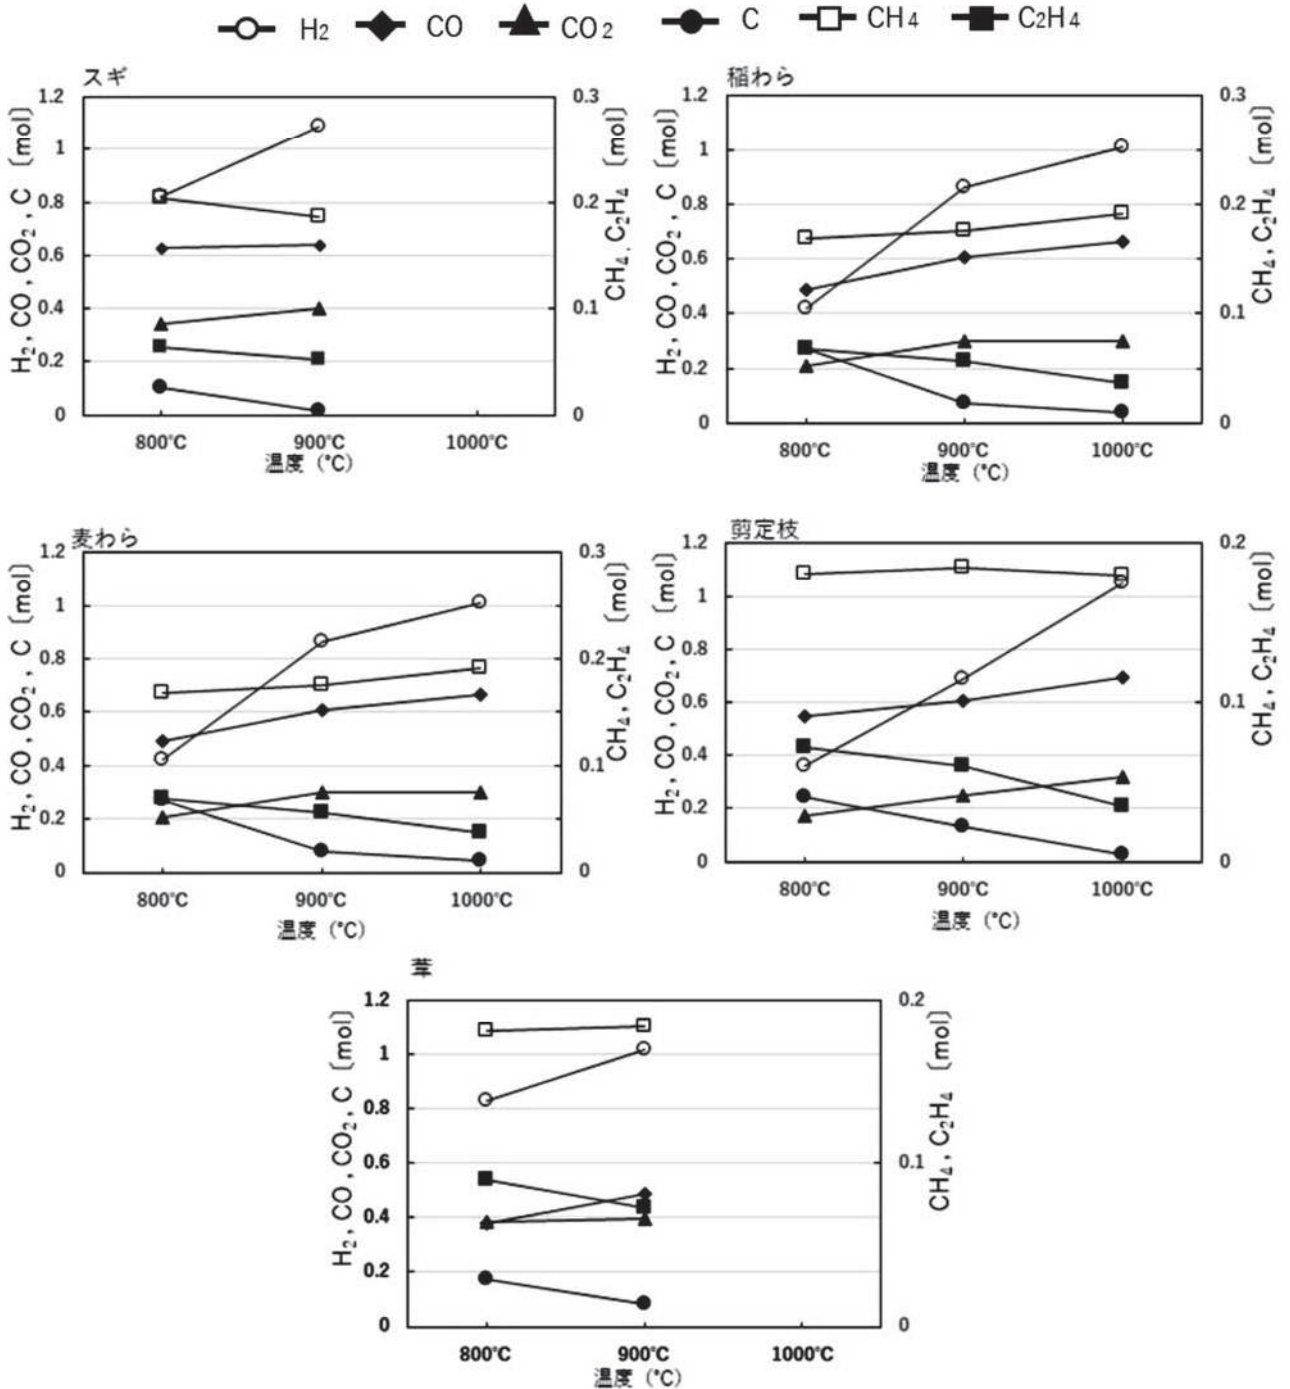 H₂ CO CO₂ C CH₄ C₂H₄
スギ
H₂, CO, CO₂, C [mol]
1.2
1
0.8
0.6
0.4
0.2
0
0.3
0.2
0.1
0
CH₄, C₂H₄ [mol]
800℃ 900℃ 1000℃
温度 (℃)
稲わら
H₂, CO, CO₂, C [mol]
1.2
1
0.8
0.6
0.4
0.2
0
0.3
0.2
0.1
0
CH₄, C₂H₄ [mol]
800℃ 900℃ 1000℃
温度 (℃)
麦わら
H₂, CO, CO₂, C [mol]
1.2
1
0.8
0.6
0.4
0.2
0
0.3
0.2
0.1
0
CH₄, C₂H₄ [mol]
800℃ 900℃ 1000℃
温度 (℃)
剪定枝
H₂, CO, CO₂, C [mol]
1.2
1
0.8
0.6
0.4
0.2
0
0.2
0.1
0
CH₄, C₂H₄ [mol]
800℃ 900℃ 1000℃
温度 (℃)
葦
H₂, CO, CO₂, C [mol]
1.2
1
0.8
0.6
0.4
0.2
0
0.2
0.1
0
CH₄, C₂H₄ [mol]
800℃ 900℃ 1000℃
温度 (℃)